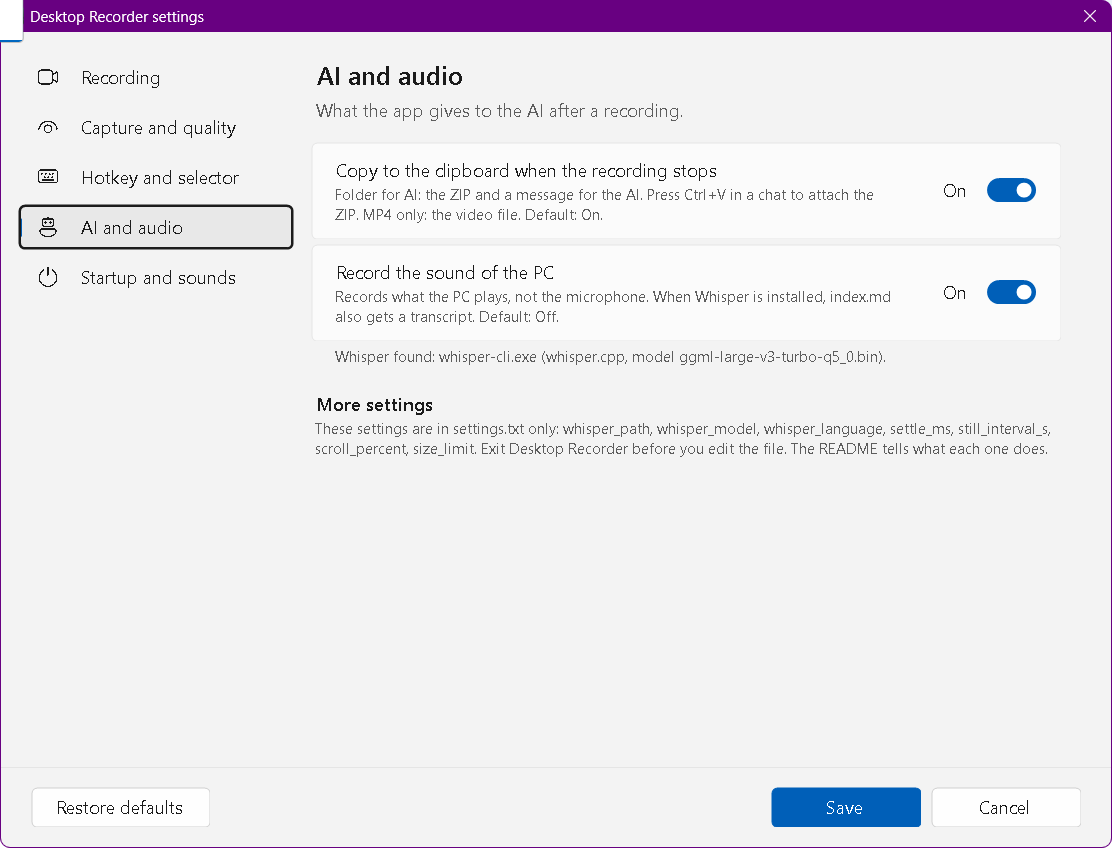 Desktop Recorder settings
Recording
Capture and quality
Hotkey and selector
AI and audio
Startup and sounds
AI and audio
What the app gives to the AI after a recording.
Copy to the clipboard when the recording stops
Folder for AI: the ZIP and a message for the AI. Press Ctrl+V in a chat to attach the
ZIP. MP4 only: the video file. Default: On.
On
Record the sound of the PC
Records what the PC plays, not the microphone. When Whisper is installed, index.md
also gets a transcript. Default: Off.
On
Whisper found: whisper-cli.exe (whisper.cpp, model ggml-large-v3-turbo-q5_0.bin).
More settings
These settings are in settings.txt only: whisper_path, whisper_model, whisper_language, settle_ms, still_interval_s,
scroll_percent, size_limit. Exit Desktop Recorder before you edit the file. The README tells what each one does.
Restore defaults
Save
Cancel